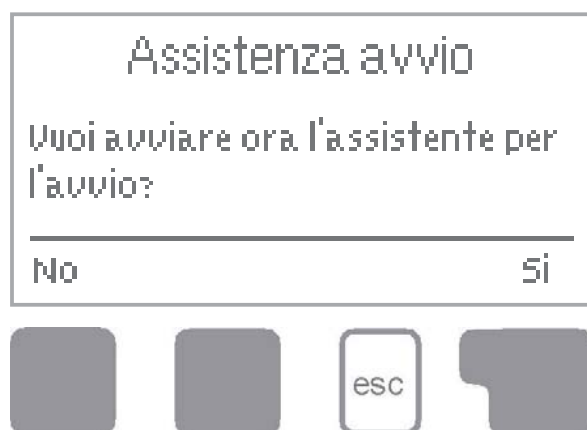 Assistenza avvio
Vuoi avviare ora l'assistente per
l'avvio?
No
Si
esc